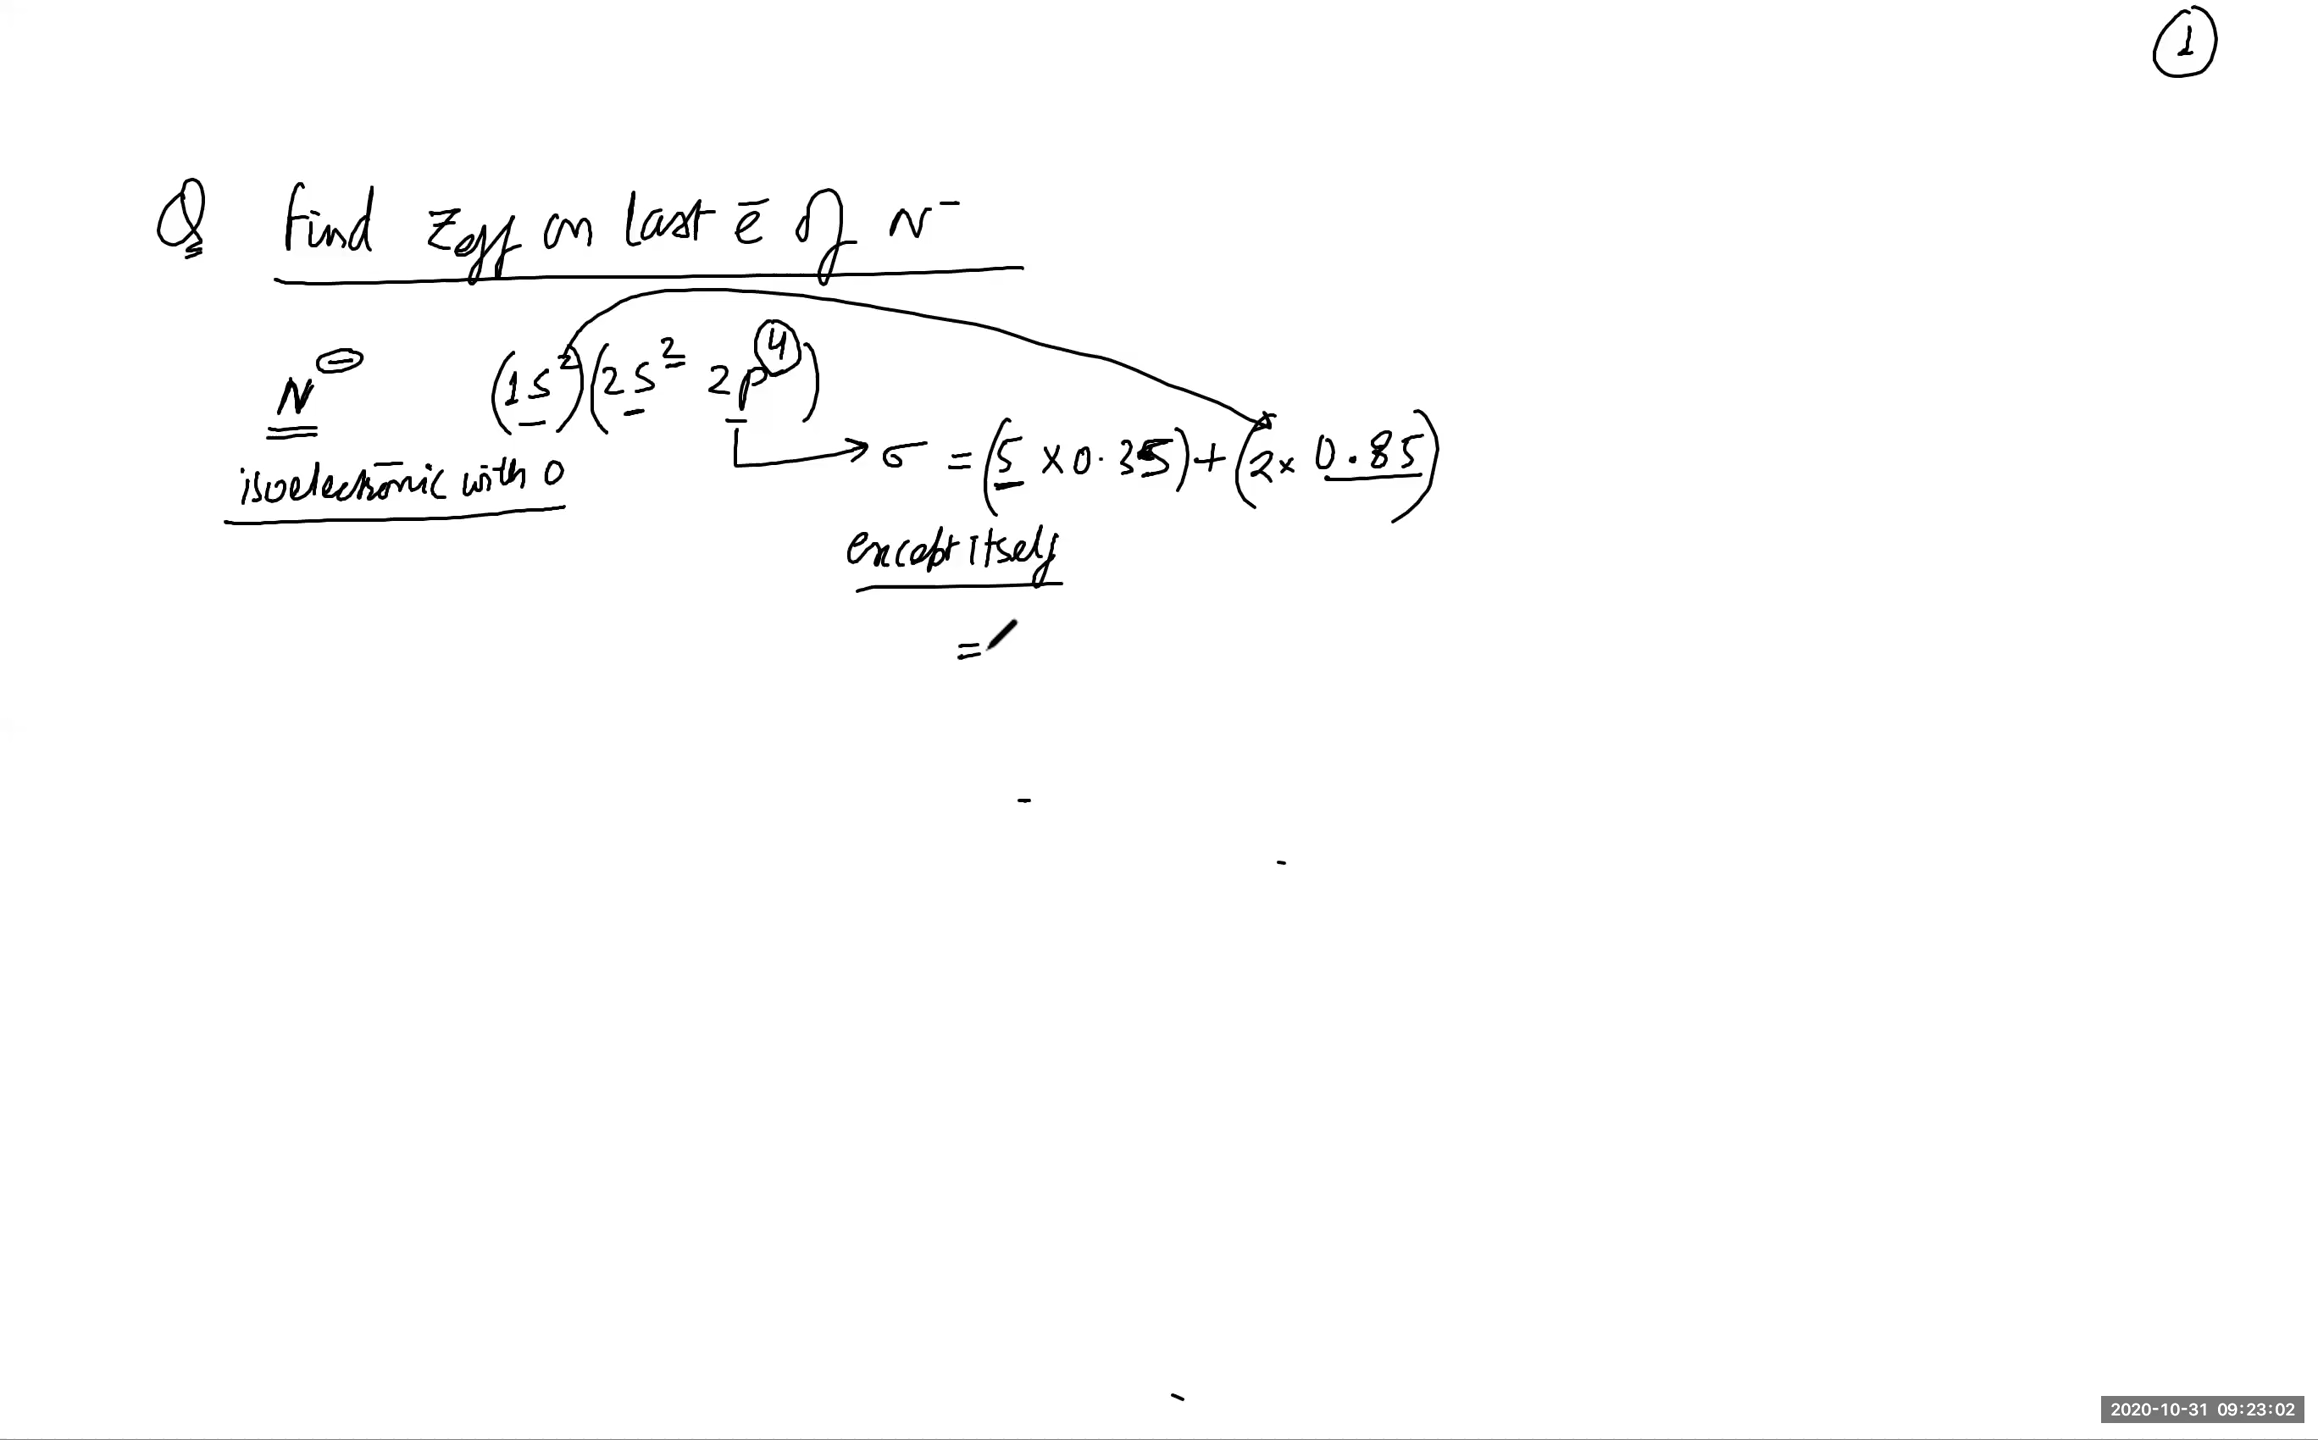 1
Q Find Zeff on last ē of N⁻
N⊖ (1s²)(2s² 2p⁴)
isoelectronic with O
→ σ = (5 × 0.35) + (2 × 0.85)
except itself
=
2020-10-31 09:23:02